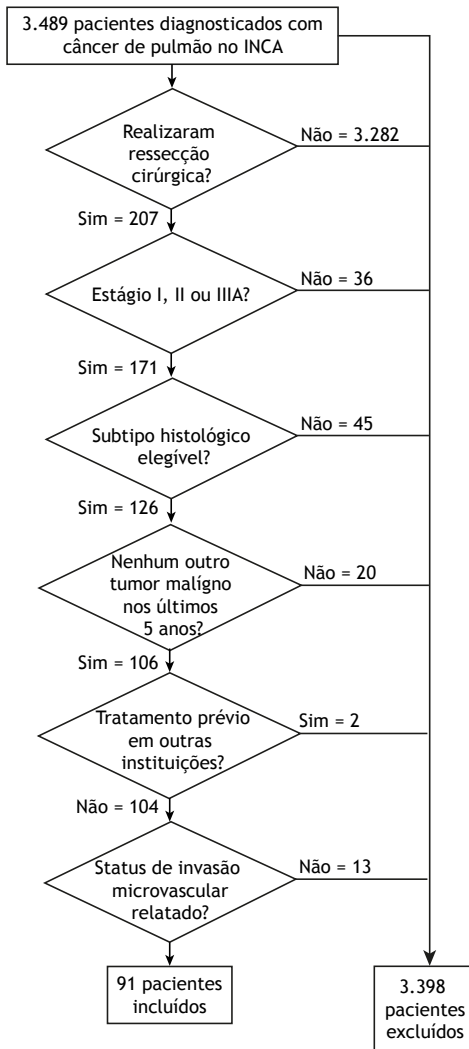 3.489 pacientes diagnosticados com
câncer de pulmão no INCA
Realizaram
ressecção
cirúrgica?
Não = 3.282
Sim = 207
Estágio I, II ou IIIA?
Não = 36
Sim = 171
Subtipo histológico
elegível?
Não = 45
Sim = 126
Nenhum outro
tumor malígno
nos últimos
5 anos?
Não = 20
Sim = 106
Tratamento prévio
em outras
instituições?
Sim = 2
Não = 104
Status de invasão
microvascular
relatado?
Não = 13
91 pacientes
incluídos
3.398
pacientes
excluídos